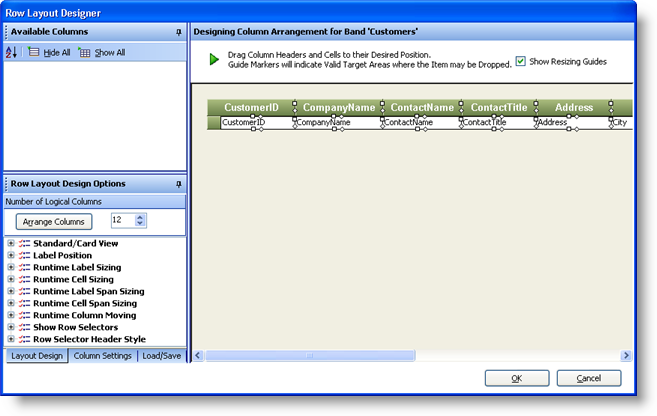 Row Layout Designer
Available Columns
Hide All Show All
Designing Column Arrangement for Band 'Customers'
Drag Column Headers and Cells to their Desired Position.
Guide Markers will indicate Valid Target Areas where the Item may be Dropped.
Show Resizing Guides
CustomerID CompanyName ContactName ContactTitle Address
CustomerID CompanyName ContactName ContactTitle Address City
Row Layout Design Options
Number of Logical Columns
Arrange Columns 12
Standard/Card View
Label Position
Runtime Label Sizing
Runtime Cell Sizing
Runtime Label Span Sizing
Runtime Cell Span Sizing
Runtime Column Moving
Show Row Selectors
Row Selector Header Style
Layout Design Column Settings Load/Save
OK Cancel